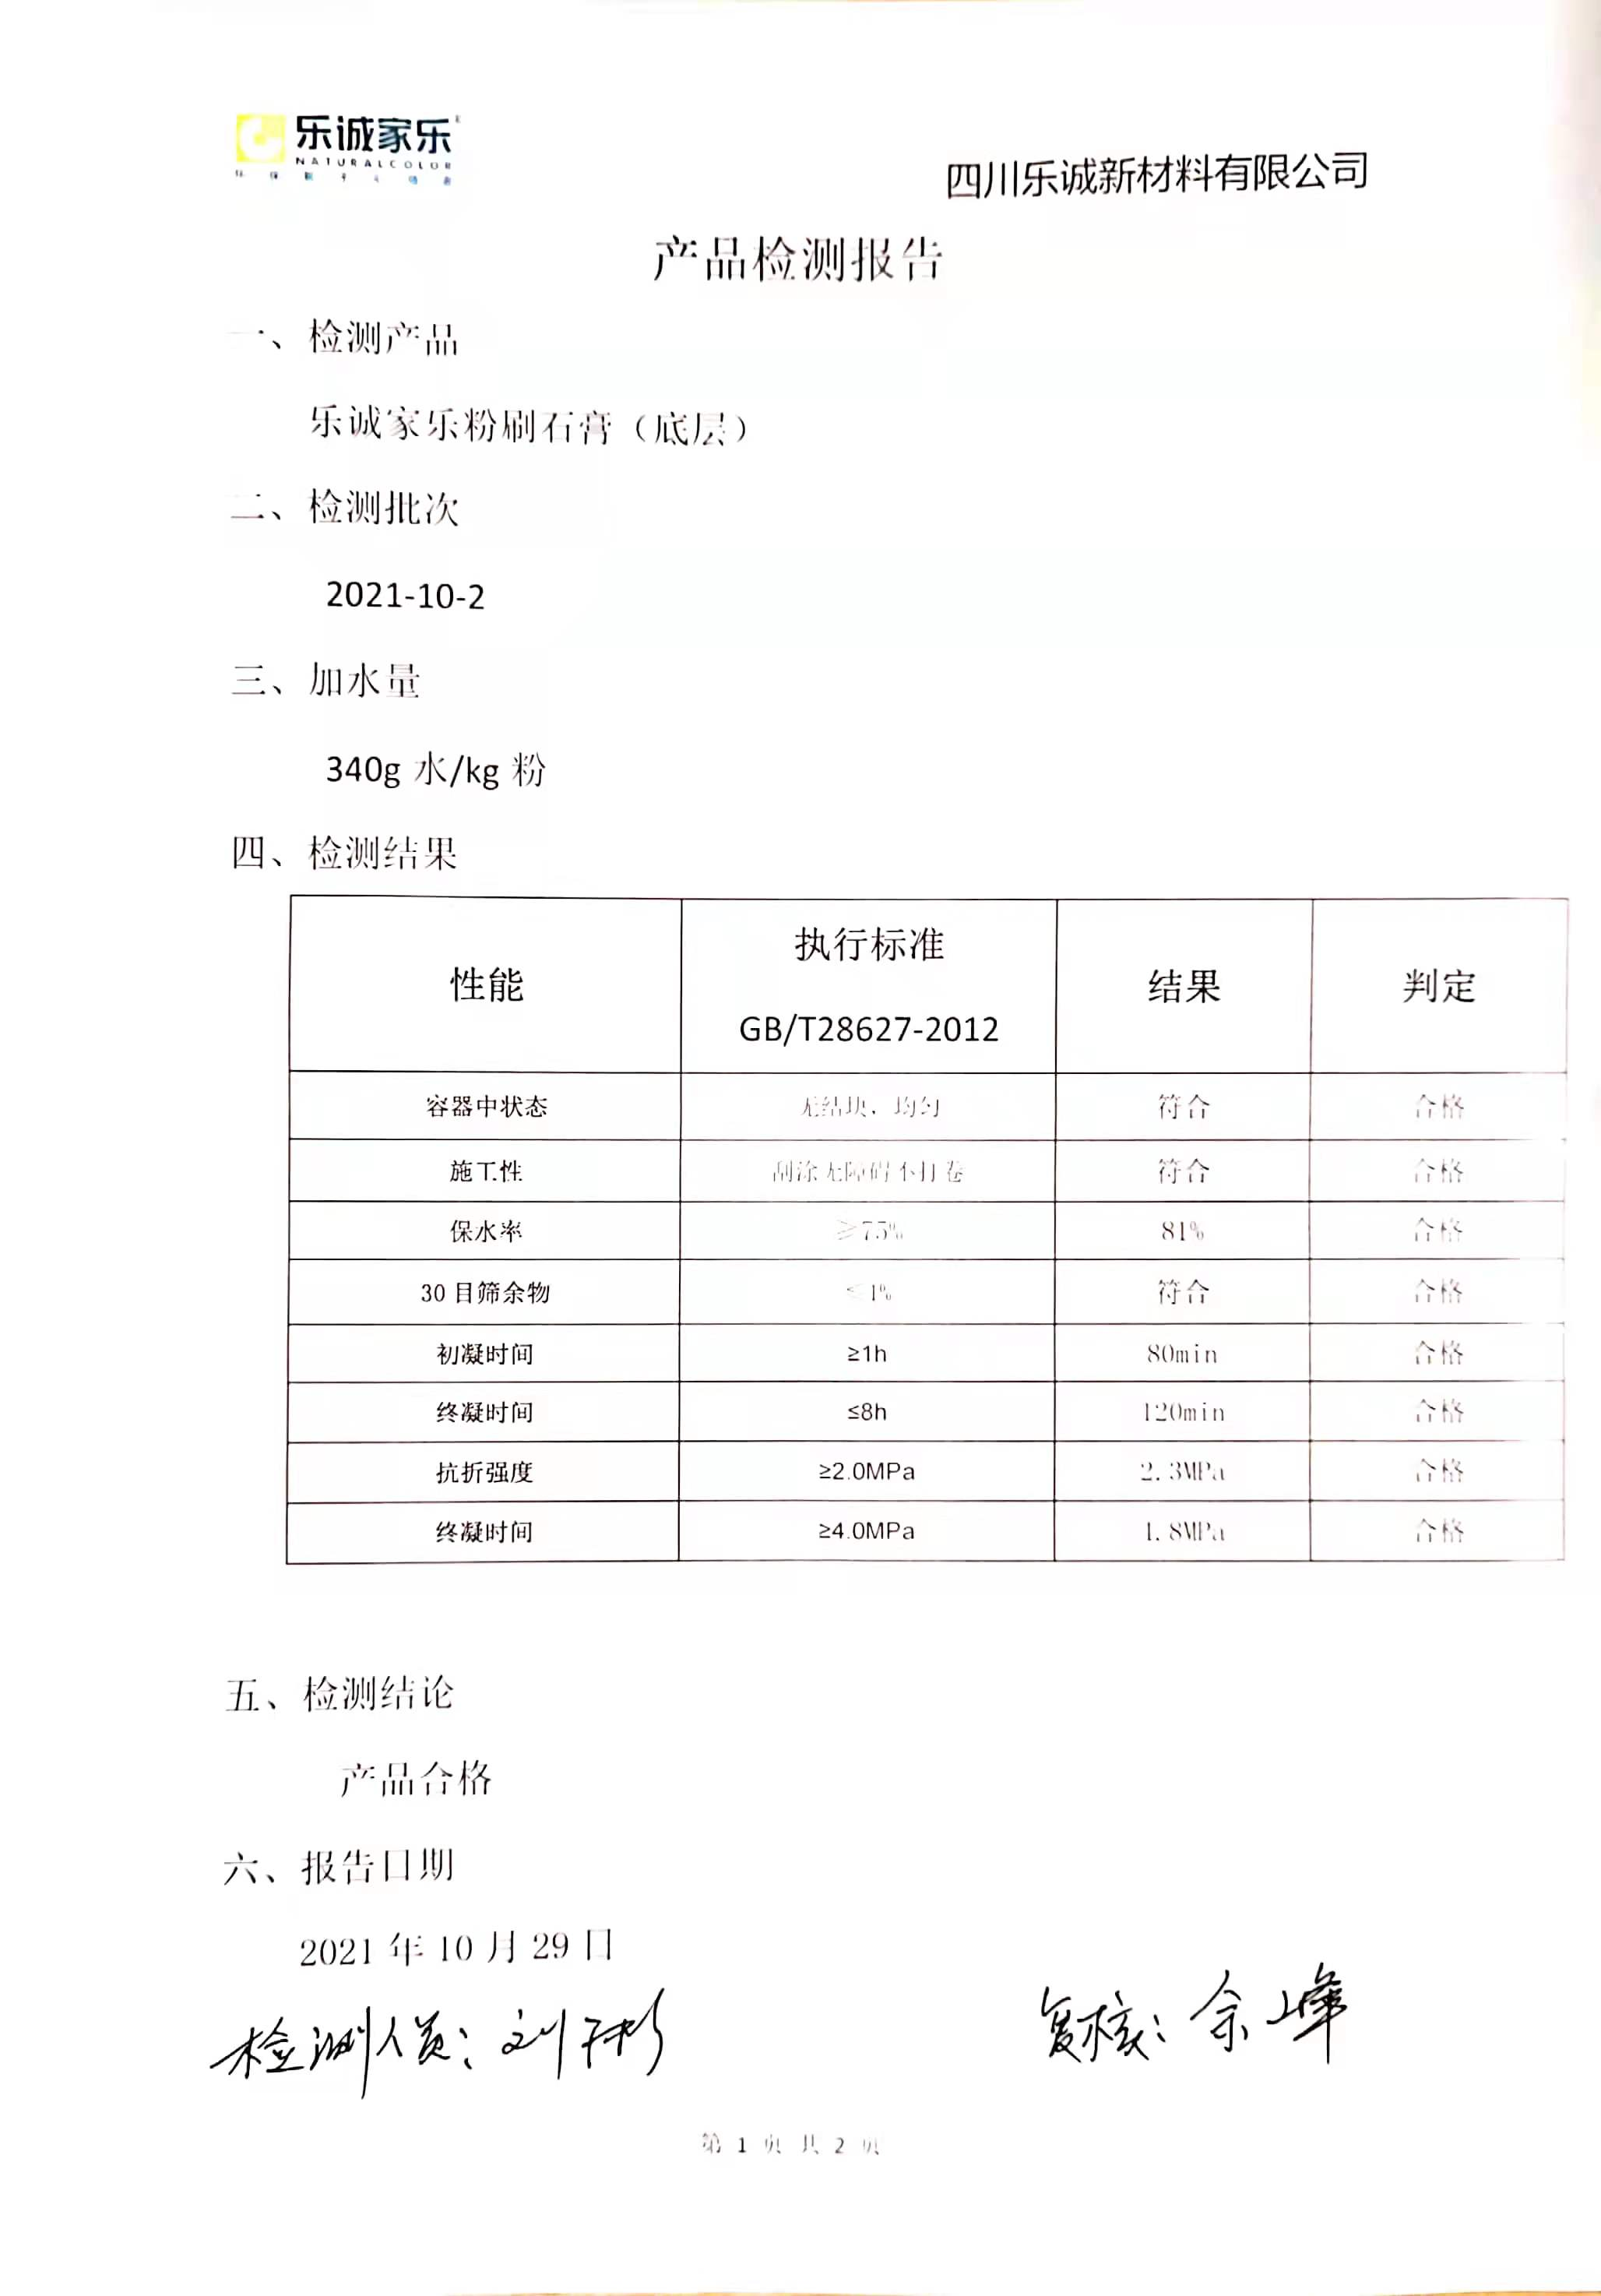 乐诚家乐
NATURALCOLOR
四川乐诚新材料有限公司
产品检测报告
一、检测产品
乐诚家乐粉刷石膏（底层）
二、检测批次
2021-10-2
三、加水量
340g 水/kg 粉
四、检测结果
性能 执行标准 GB/T28627-2012 结果 判定
容器中状态 无结块、均匀 符合 合格
施工性 刮涂无障碍不打卷 符合 合格
保水率 ≥75% 81% 合格
30 目筛余物 ≤1% 符合 合格
初凝时间 ≥1h 80min 合格
终凝时间 ≤8h 120min 合格
抗折强度 ≥2.0MPa 2.3MPa 合格
终凝时间 ≥4.0MPa 合格
五、检测结论
产品合格
六、报告日期
2021 年 10 月 29 日
检测人员：刘
复核：余峰
第 1 页 共 2 页